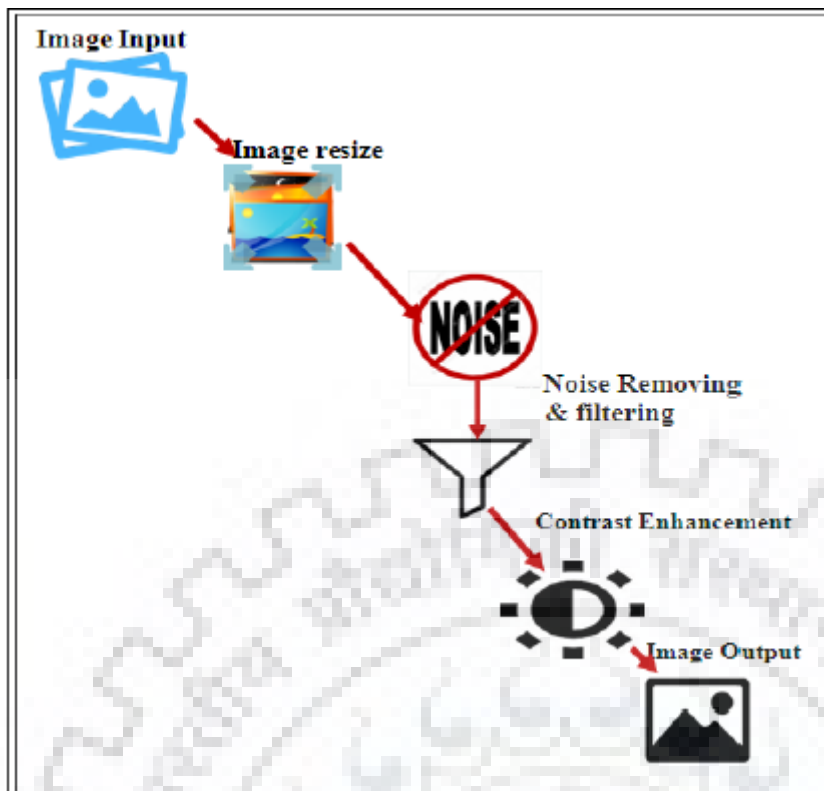 Image Input
Image resize
NOISE
Noise Removing
& filtering
Contrast Enhancement
Image Output